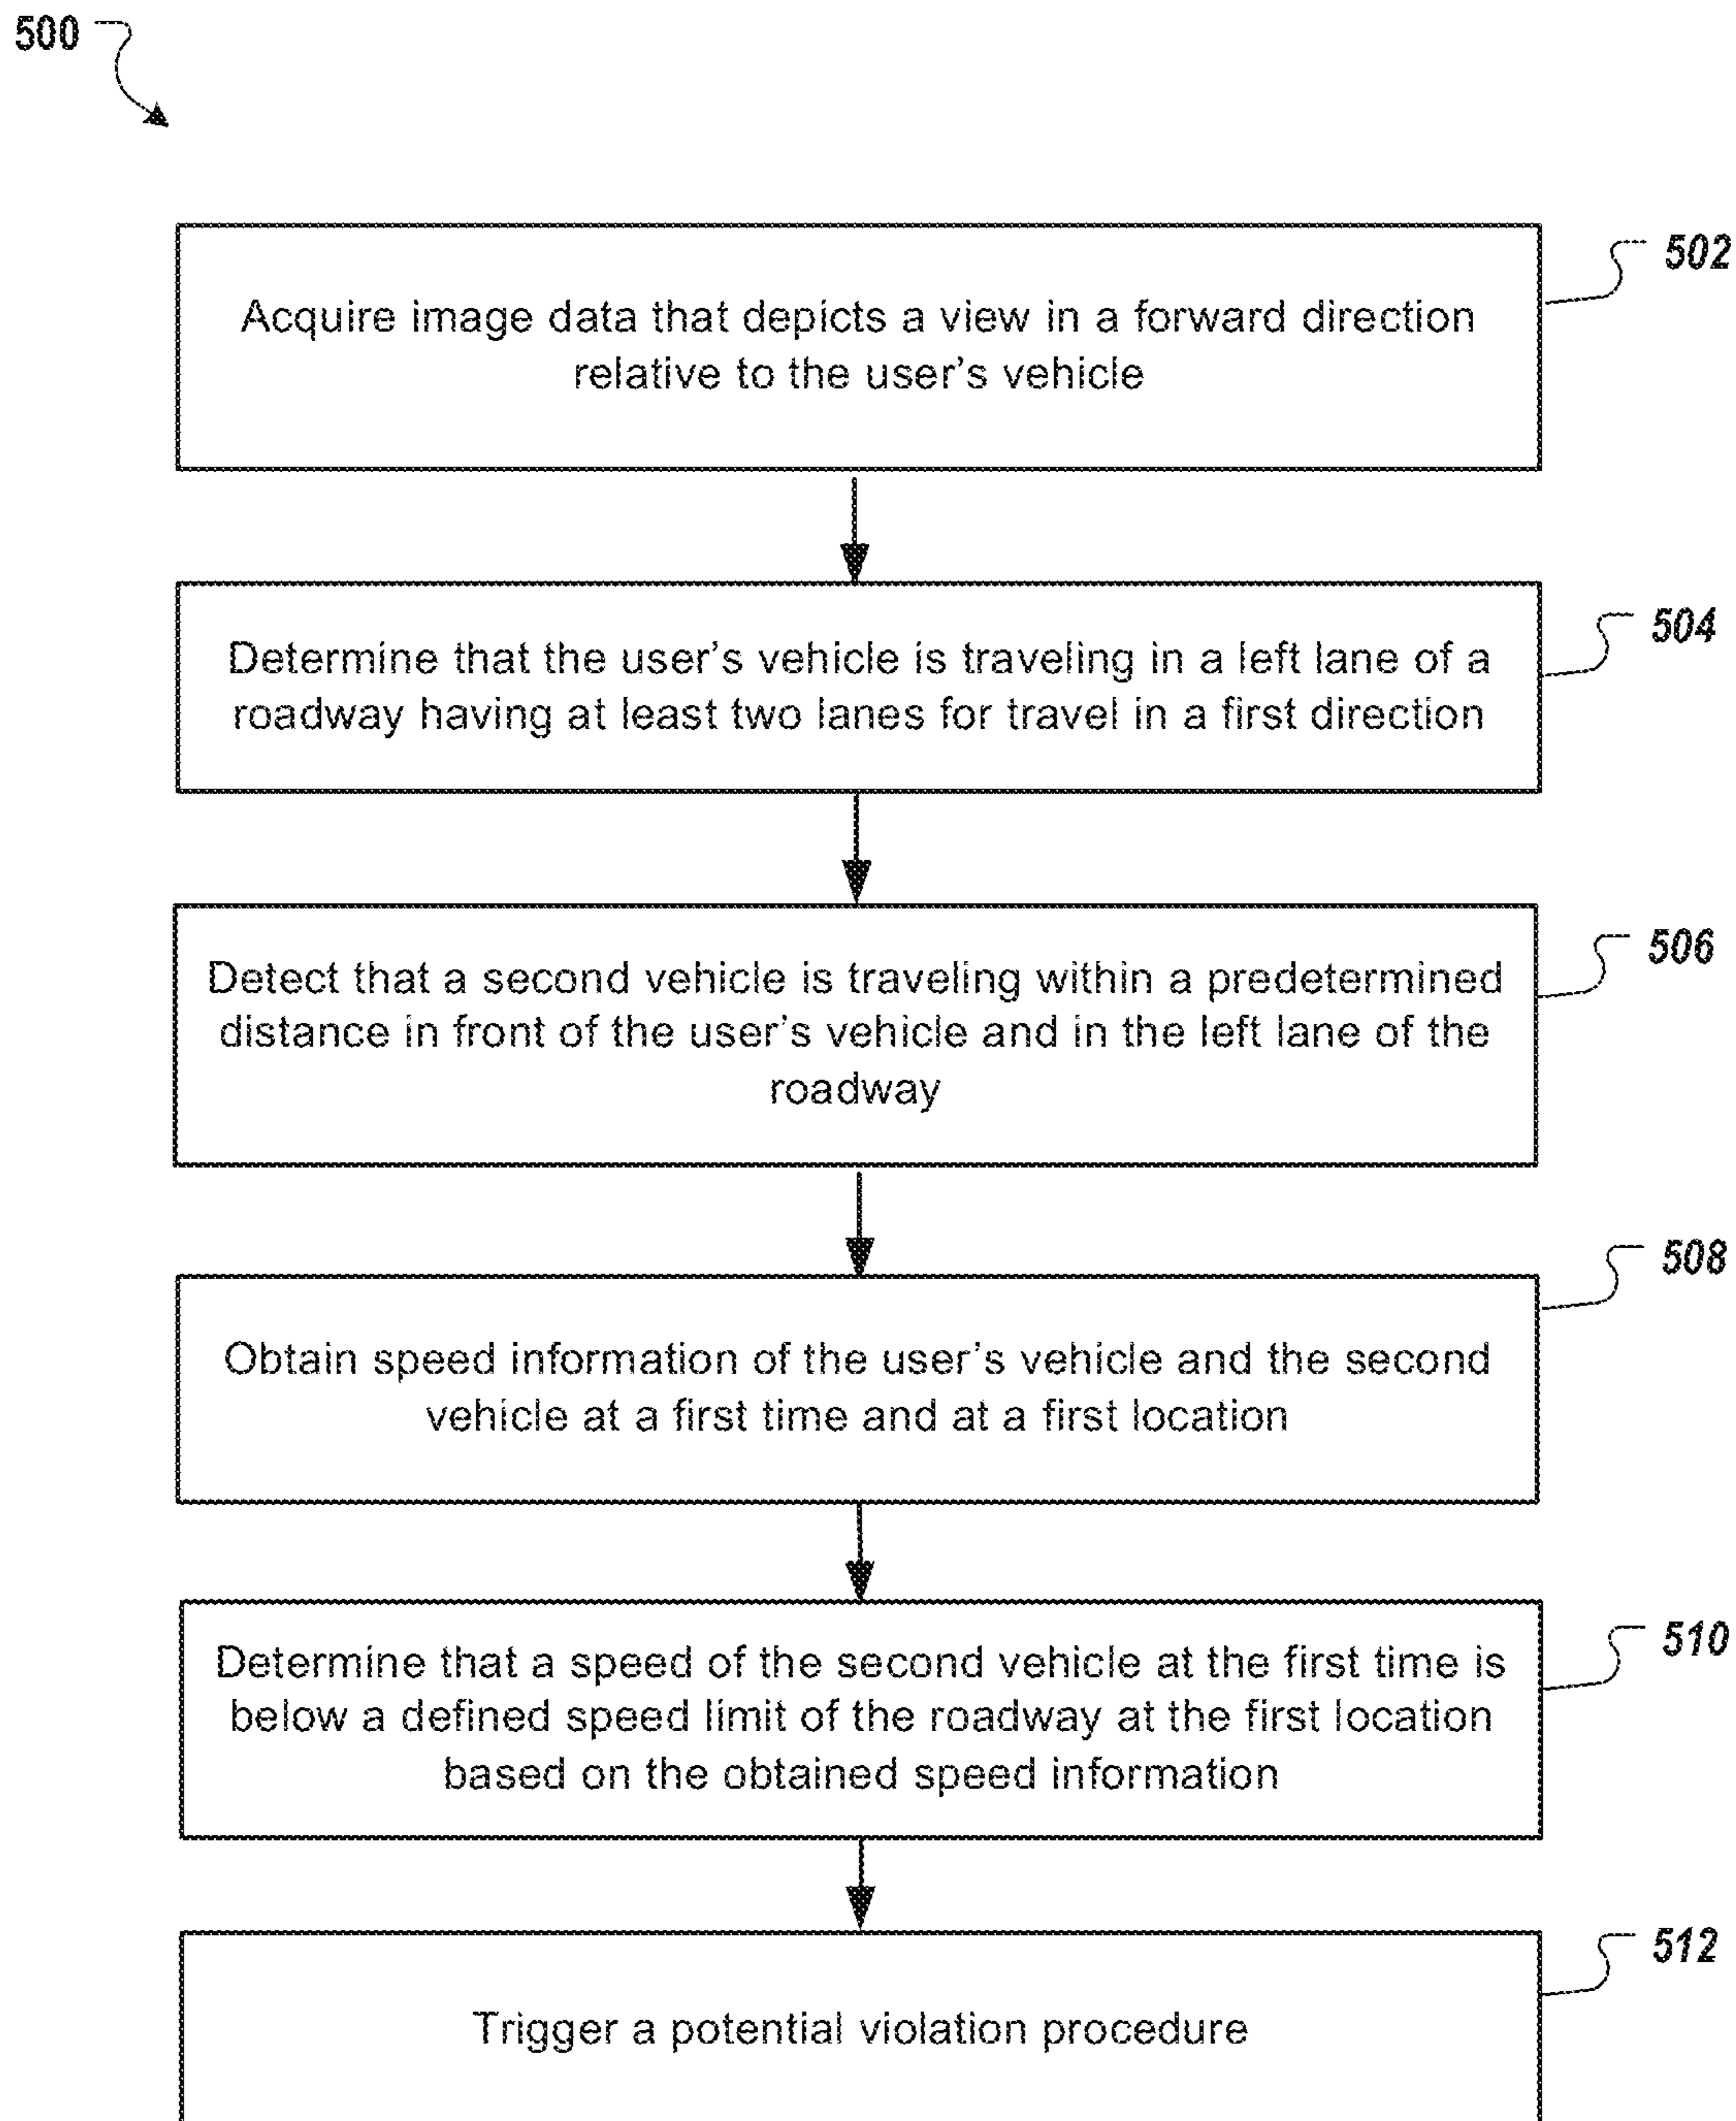 500
502
Acquire image data that depicts a view in a forward direction
relative to the user's vehicle
504
Determine that the user's vehicle is traveling in a left lane of a
roadway having at least two lanes for travel in a first direction
506
Detect that a second vehicle is traveling within a predetermined
distance in front of the user's vehicle and in the left lane of the
roadway
508
Obtain speed information of the user's vehicle and the second
vehicle at a first time and at a first location
510
Determine that a speed of the second vehicle at the first time is
below a defined speed limit of the roadway at the first location
based on the obtained speed information
512
Trigger a potential violation procedure